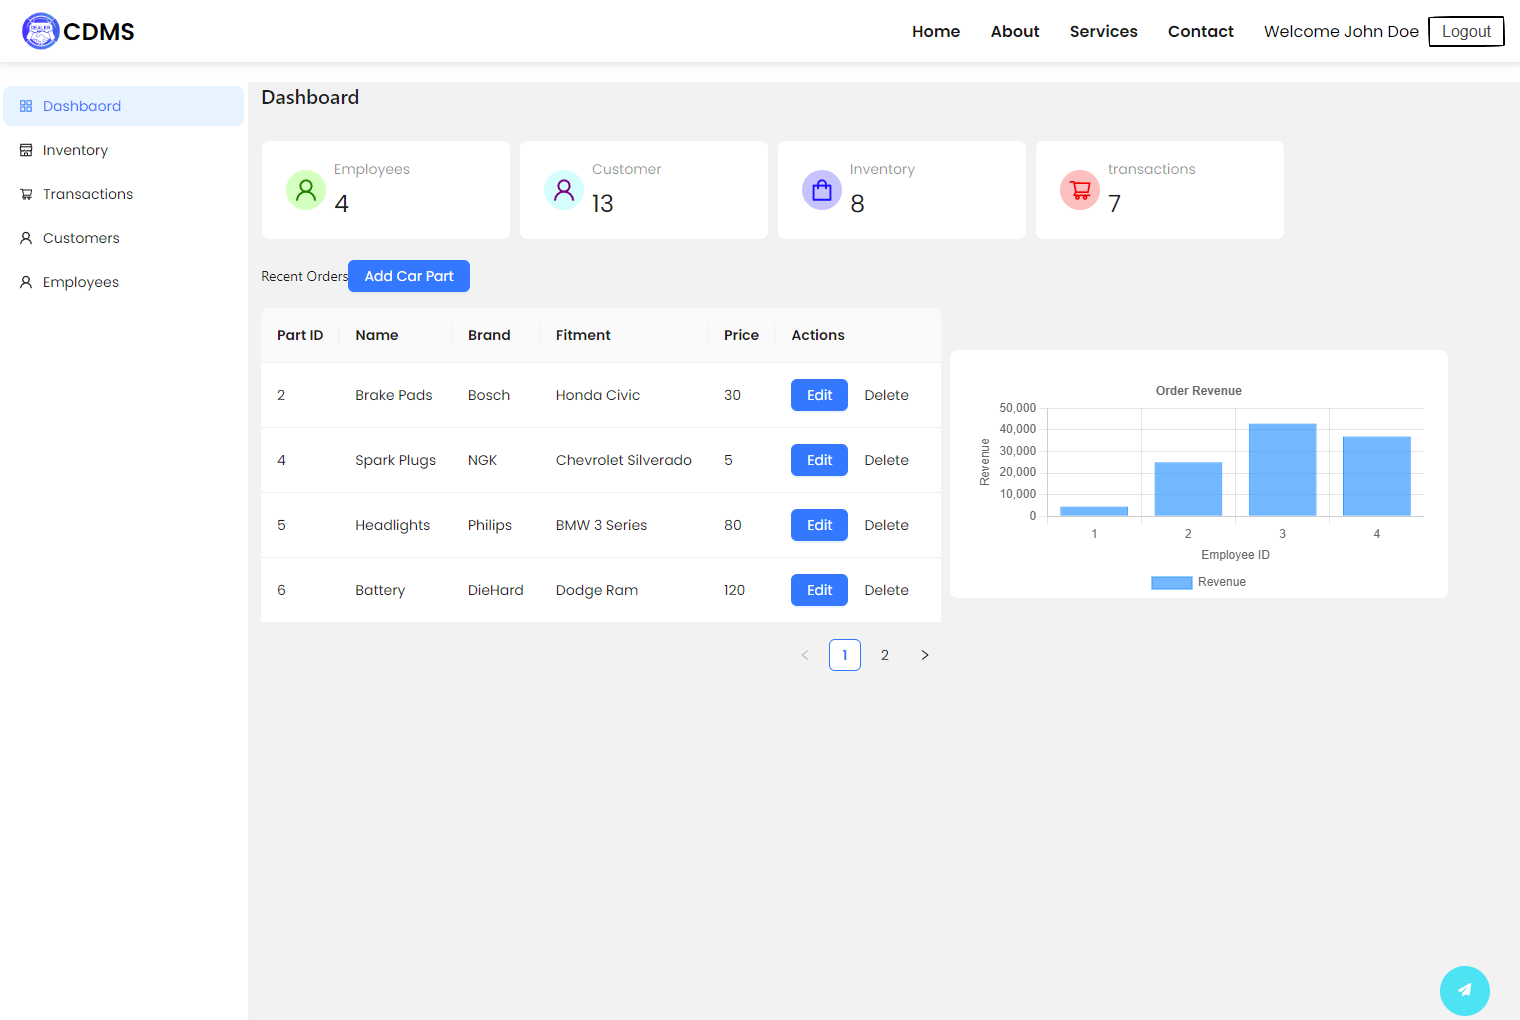 DEALER
CDMS
Home About Services Contact Welcome John Doe Logout
Dashbaord
Inventory
Transactions
Customers
Employees
Dashboard
Employees
4
Customer
13
Inventory
8
transactions
7
Recent Orders Add Car Part
Part ID Name Brand Fitment Price Actions
2 Brake Pads Bosch Honda Civic 30 Edit Delete
4 Spark Plugs NGK Chevrolet Silverado 5 Edit Delete
5 Headlights Philips BMW 3 Series 80 Edit Delete
6 Battery DieHard Dodge Ram 120 Edit Delete
< 1 2 >
Order Revenue
50,000
40,000
30,000
20,000
10,000
0
Revenue
1 2 3 4
Employee ID
Revenue